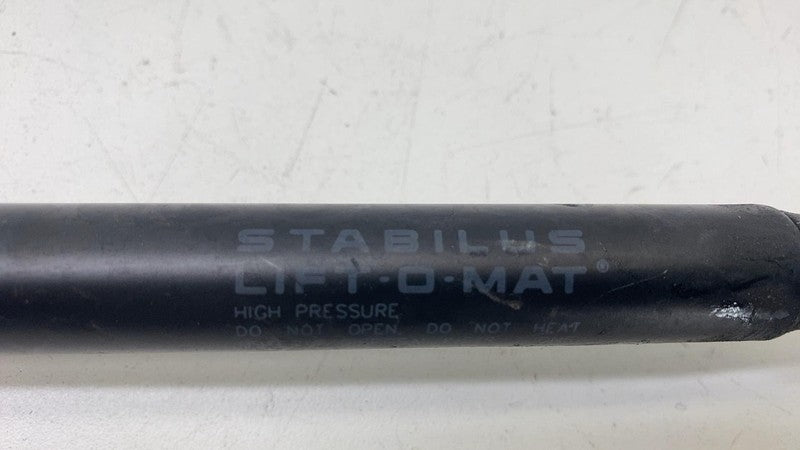 STABILUS
LIFT-O-MAT®
HIGH PRESSURE
DO NOT OPEN, DO NOT HEAT